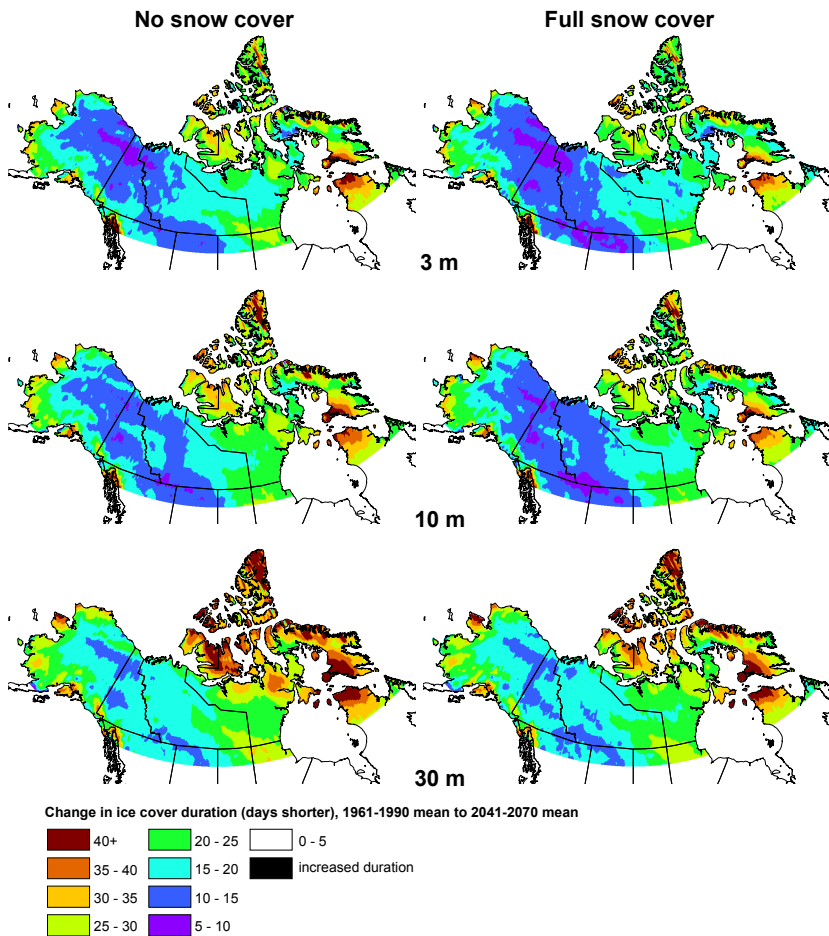 No snow cover
Full snow cover
3 m
10 m
30 m
Change in ice cover duration (days shorter), 1961-1990 mean to 2041-2070 mean
40+
20 - 25
0 - 5
35 - 40
15 - 20
increased duration
30 - 35
10 - 15
25 - 30
5 - 10